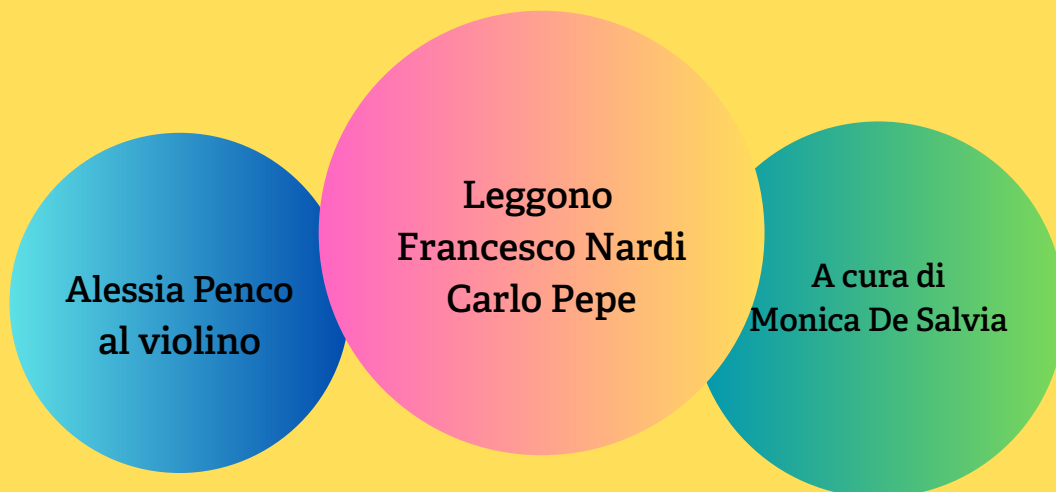 Alessia Penco
al violino
Leggono
Francesco Nardi
Carlo Pepe
A cura di
Monica De Salvia